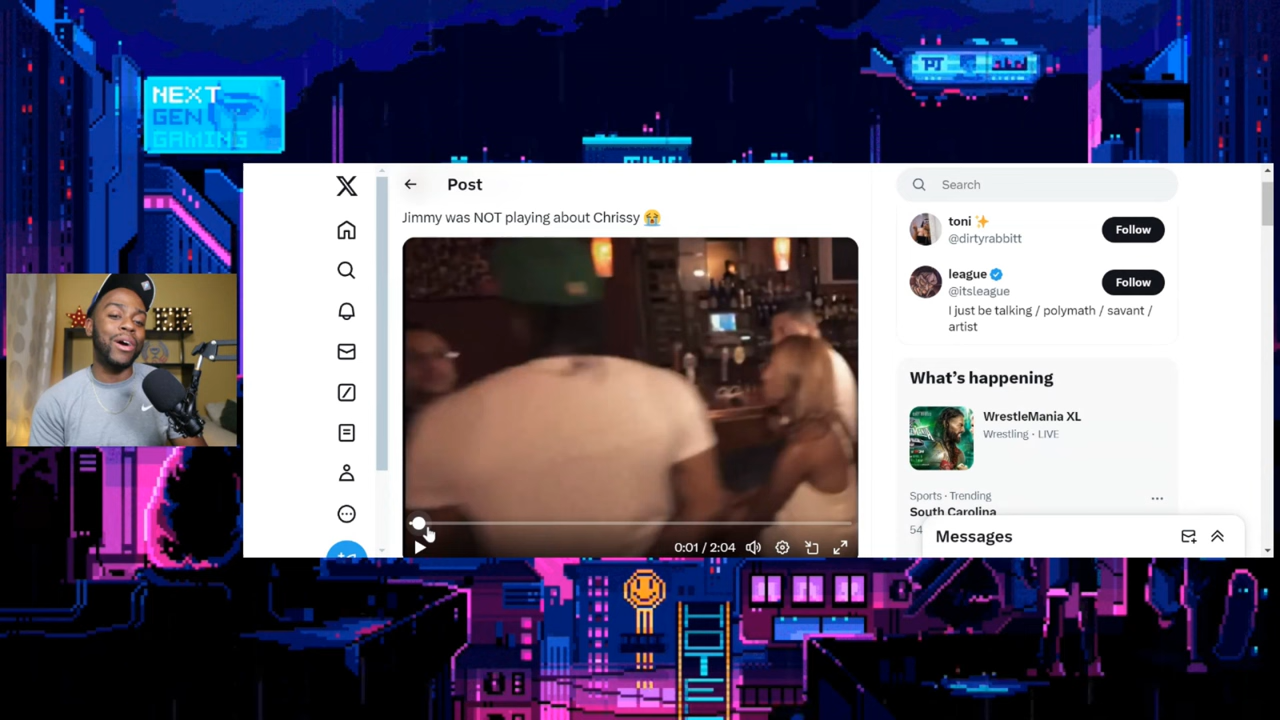 NEXT
GEN
GAMING
Post
Search
Jimmy was NOT playing about Chrissy 😭
toni ✨
@dirtyrabbitt
Follow
league
@itsleague
Follow
I just be talking / polymath / savant /
artist
What's happening
WrestleMania XL
Wrestling · LIVE
Sports · Trending
South Carolina
54
Messages
0:01 / 2:04
HOTE